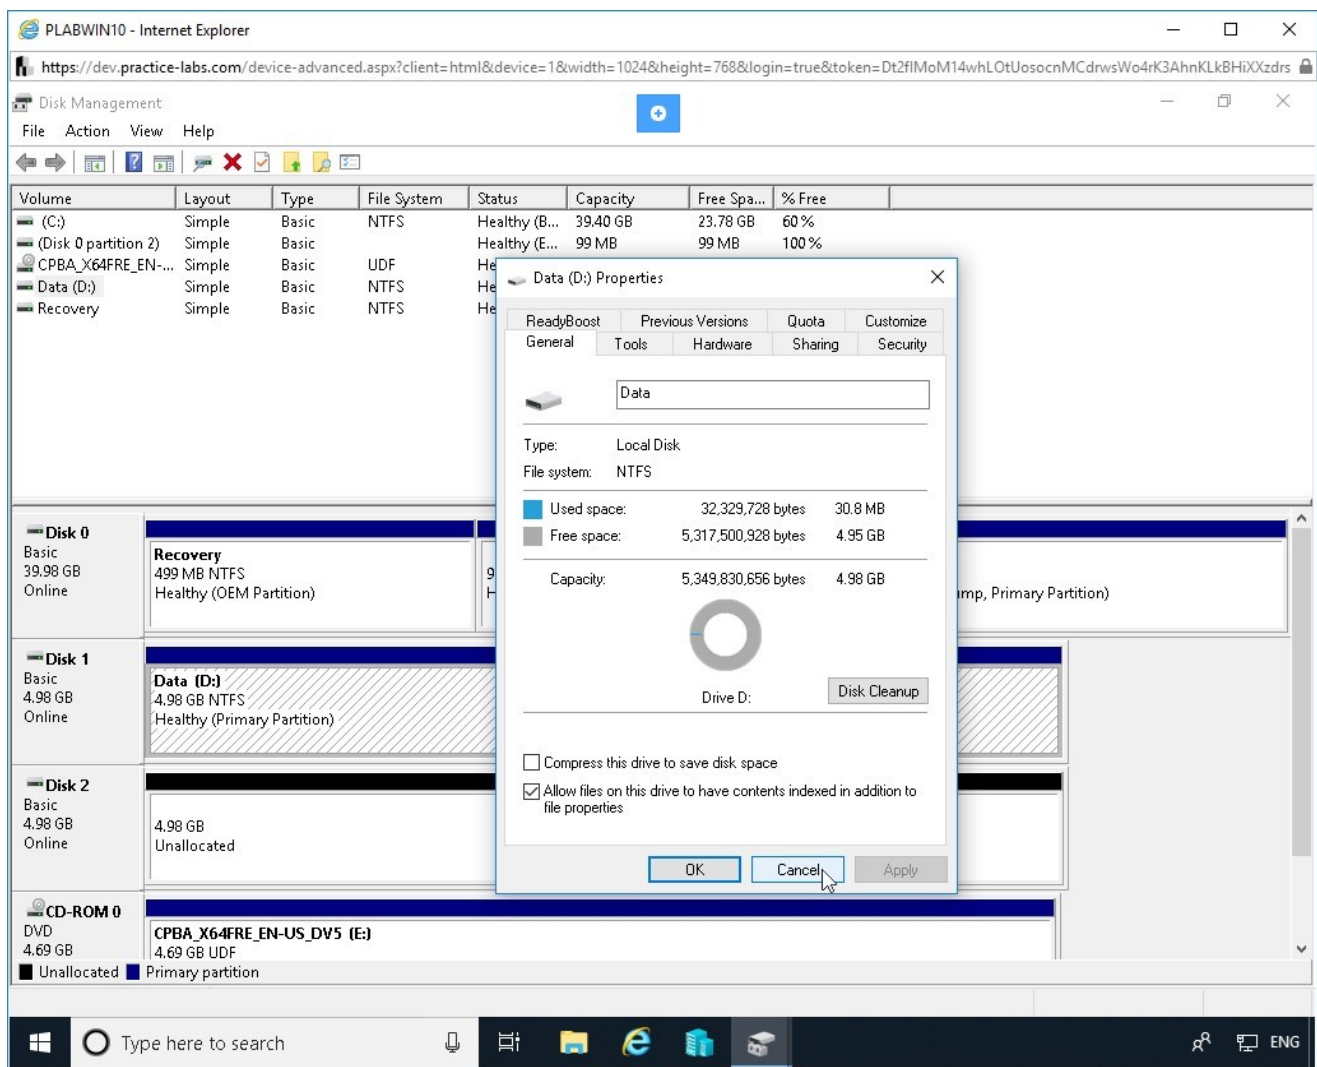 PLABWIN10 - Internet Explorer
https://dev.practice-labs.com/device-advanced.aspx?client=html&device=1&width=1024&height=768&login=true&token=Dt2flMoM14whLOtUosocnMCdrwsWo4rK3AhnKLkBHiXXzdrs
Disk Management
File Action View Help
Volume Layout Type File System Status Capacity Free Spa... % Free
(C:) Simple Basic NTFS Healthy (B... 39.40 GB 23.78 GB 60 %
(Disk 0 partition 2) Simple Basic Healthy (E... 99 MB 99 MB 100 %
CPBA_X64FRE_EN-... Simple Basic UDF He
Data (D:) Simple Basic NTFS He
Recovery Simple Basic NTFS He
Data (D:) Properties
ReadyBoost Previous Versions Quota Customize
General Tools Hardware Sharing Security
Data
Type: Local Disk
File system: NTFS
Used space: 32,329,728 bytes 30.8 MB
Free space: 5,317,500,928 bytes 4.95 GB
Capacity: 5,349,830,656 bytes 4.98 GB
Drive D: Disk Cleanup
Compress this drive to save disk space
Allow files on this drive to have contents indexed in addition to
file properties
OK Cancel Apply
Disk 0
Basic
39.98 GB
Online
Recovery
499 MB NTFS
Healthy (OEM Partition)
9
H
ump, Primary Partition)
Disk 1
Basic
4.98 GB
Online
Data (D:)
4.98 GB NTFS
Healthy (Primary Partition)
Disk 2
Basic
4.98 GB
Online
4.98 GB
Unallocated
CD-ROM 0
DVD
4.69 GB
CPBA_X64FRE_EN-US_DV5 (E:)
4.69 GB UDF
Unallocated Primary partition
Type here to search
ENG